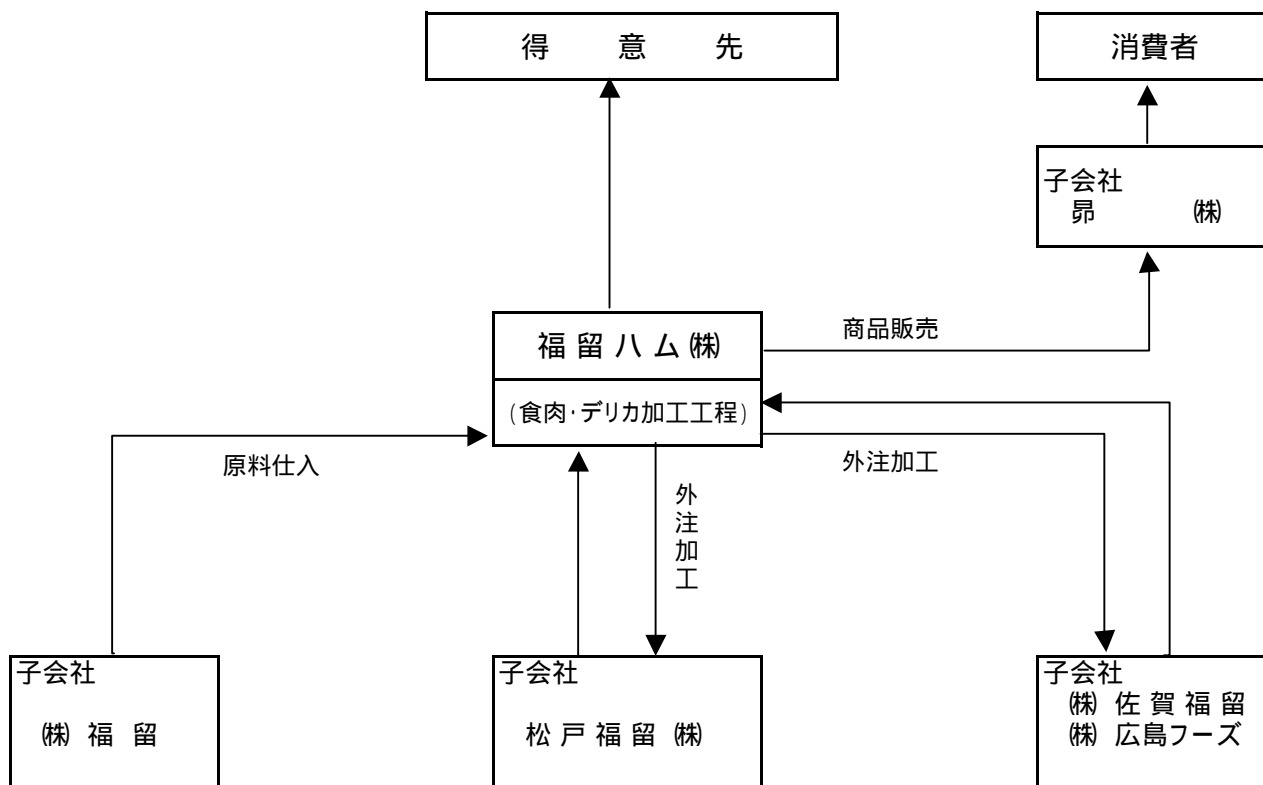 得 意 先
消費者
子会社
昴 ㈱
福 留 ハ ム ㈱
(食肉・デリカ加工工程)
商品販売
原料仕入
外注加工
外注加工
子会社
㈱ 福 留
子会社
松 戸 福 留 ㈱
子会社
㈱ 佐 賀 福 留
㈱ 広島フーズ